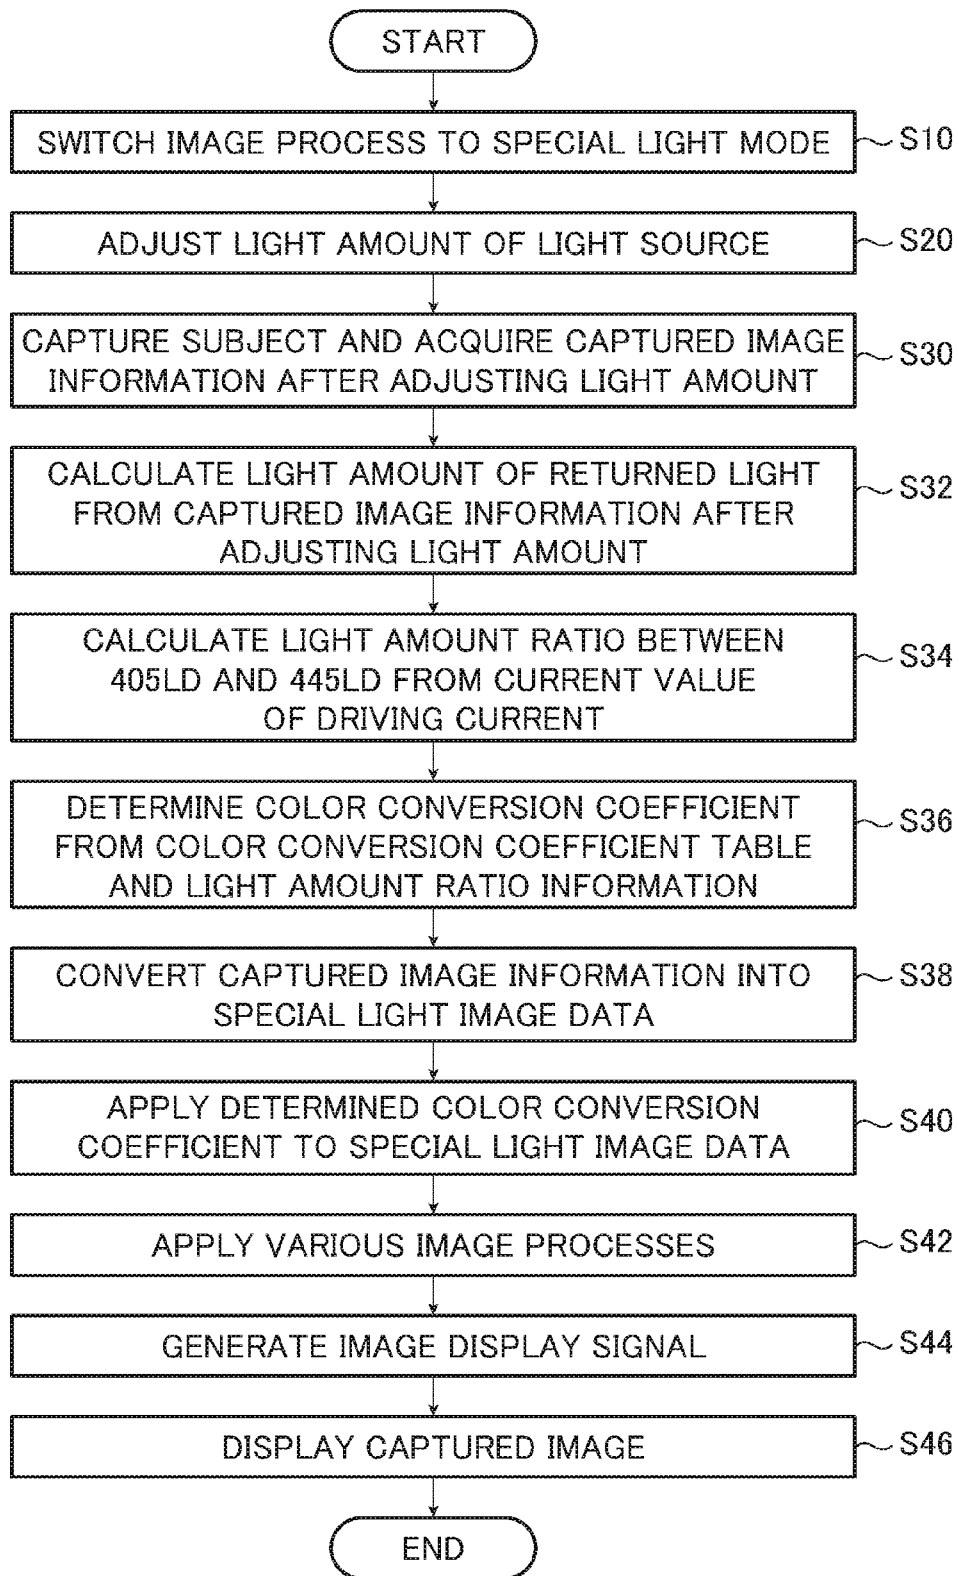 START
SWITCH IMAGE PROCESS TO SPECIAL LIGHT MODE
S10
ADJUST LIGHT AMOUNT OF LIGHT SOURCE
S20
CAPTURE SUBJECT AND ACQUIRE CAPTURED IMAGE
INFORMATION AFTER ADJUSTING LIGHT AMOUNT
S30
CALCULATE LIGHT AMOUNT OF RETURNED LIGHT
FROM CAPTURED IMAGE INFORMATION AFTER
ADJUSTING LIGHT AMOUNT
S32
CALCULATE LIGHT AMOUNT RATIO BETWEEN
405LD AND 445LD FROM CURRENT VALUE
OF DRIVING CURRENT
S34
DETERMINE COLOR CONVERSION COEFFICIENT
FROM COLOR CONVERSION COEFFICIENT TABLE
AND LIGHT AMOUNT RATIO INFORMATION
S36
CONVERT CAPTURED IMAGE INFORMATION INTO
SPECIAL LIGHT IMAGE DATA
S38
APPLY DETERMINED COLOR CONVERSION
COEFFICIENT TO SPECIAL LIGHT IMAGE DATA
S40
APPLY VARIOUS IMAGE PROCESSES
S42
GENERATE IMAGE DISPLAY SIGNAL
S44
DISPLAY CAPTURED IMAGE
S46
END